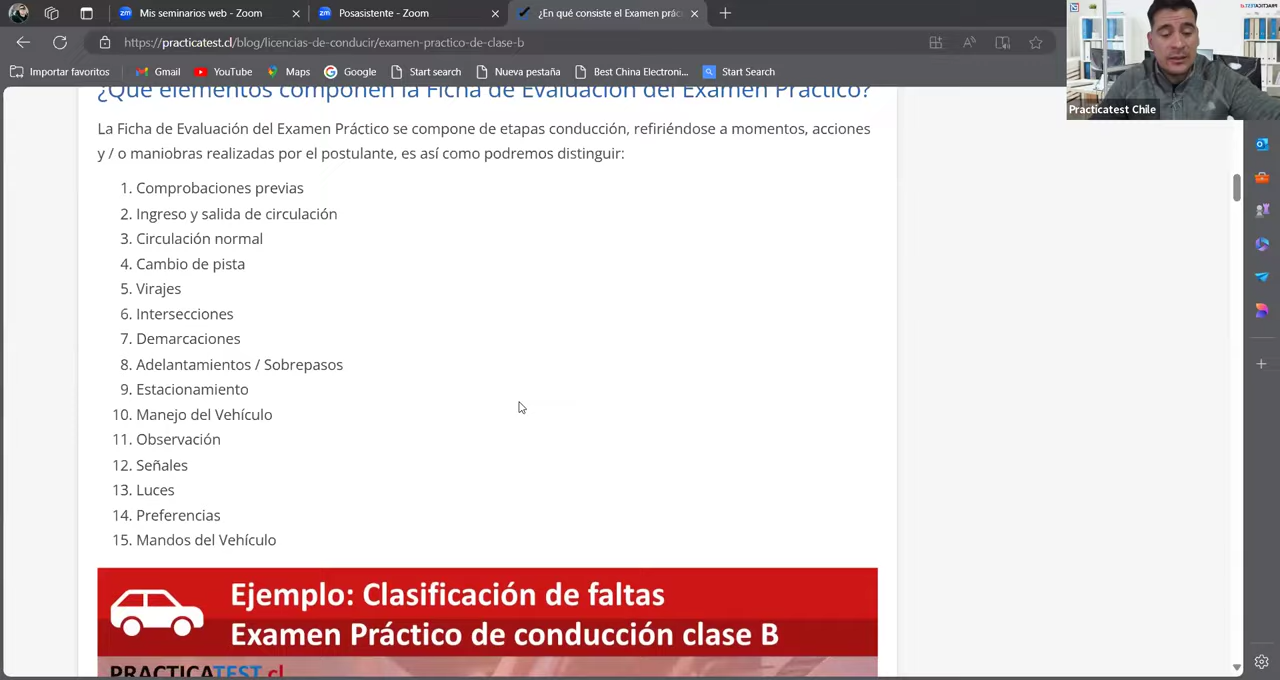 Mis seminarios web - Zoom
Posasistente - Zoom
¿En qué consiste el Examen prác
https://practicatest.cl/blog/licencias-de-conducir/examen-practico-de-clase-b
Importar favoritos
Gmail
YouTube
Maps
Google
Start search
Nueva pestaña
Best China Electroni...
Start Search
PRACTICATEST.cl
Practicatest Chile
¿Qué elementos componen la Ficha de Evaluación del Examen Práctico?
La Ficha de Evaluación del Examen Práctico se compone de etapas conducción, refiriéndose a momentos, acciones
y / o maniobras realizadas por el postulante, es así como podremos distinguir:
1. Comprobaciones previas
2. Ingreso y salida de circulación
3. Circulación normal
4. Cambio de pista
5. Virajes
6. Intersecciones
7. Demarcaciones
8. Adelantamientos / Sobrepasos
9. Estacionamiento
10. Manejo del Vehículo
11. Observación
12. Señales
13. Luces
14. Preferencias
15. Mandos del Vehículo
Ejemplo: Clasificación de faltas
Examen Práctico de conducción clase B
PRACTICATEST.cl